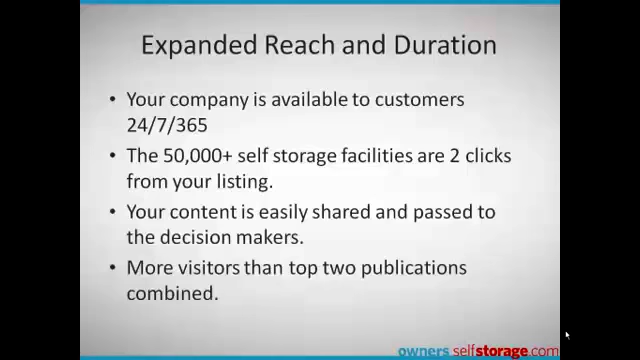 Expanded Reach and Duration
• Your company is available to customers
24/7/365
• The 50,000+ self storage facilities are 2 clicks
from your listing.
• Your content is easily shared and passed to
the decision makers.
• More visitors than top two publications
combined.
owners.selfstorage.com